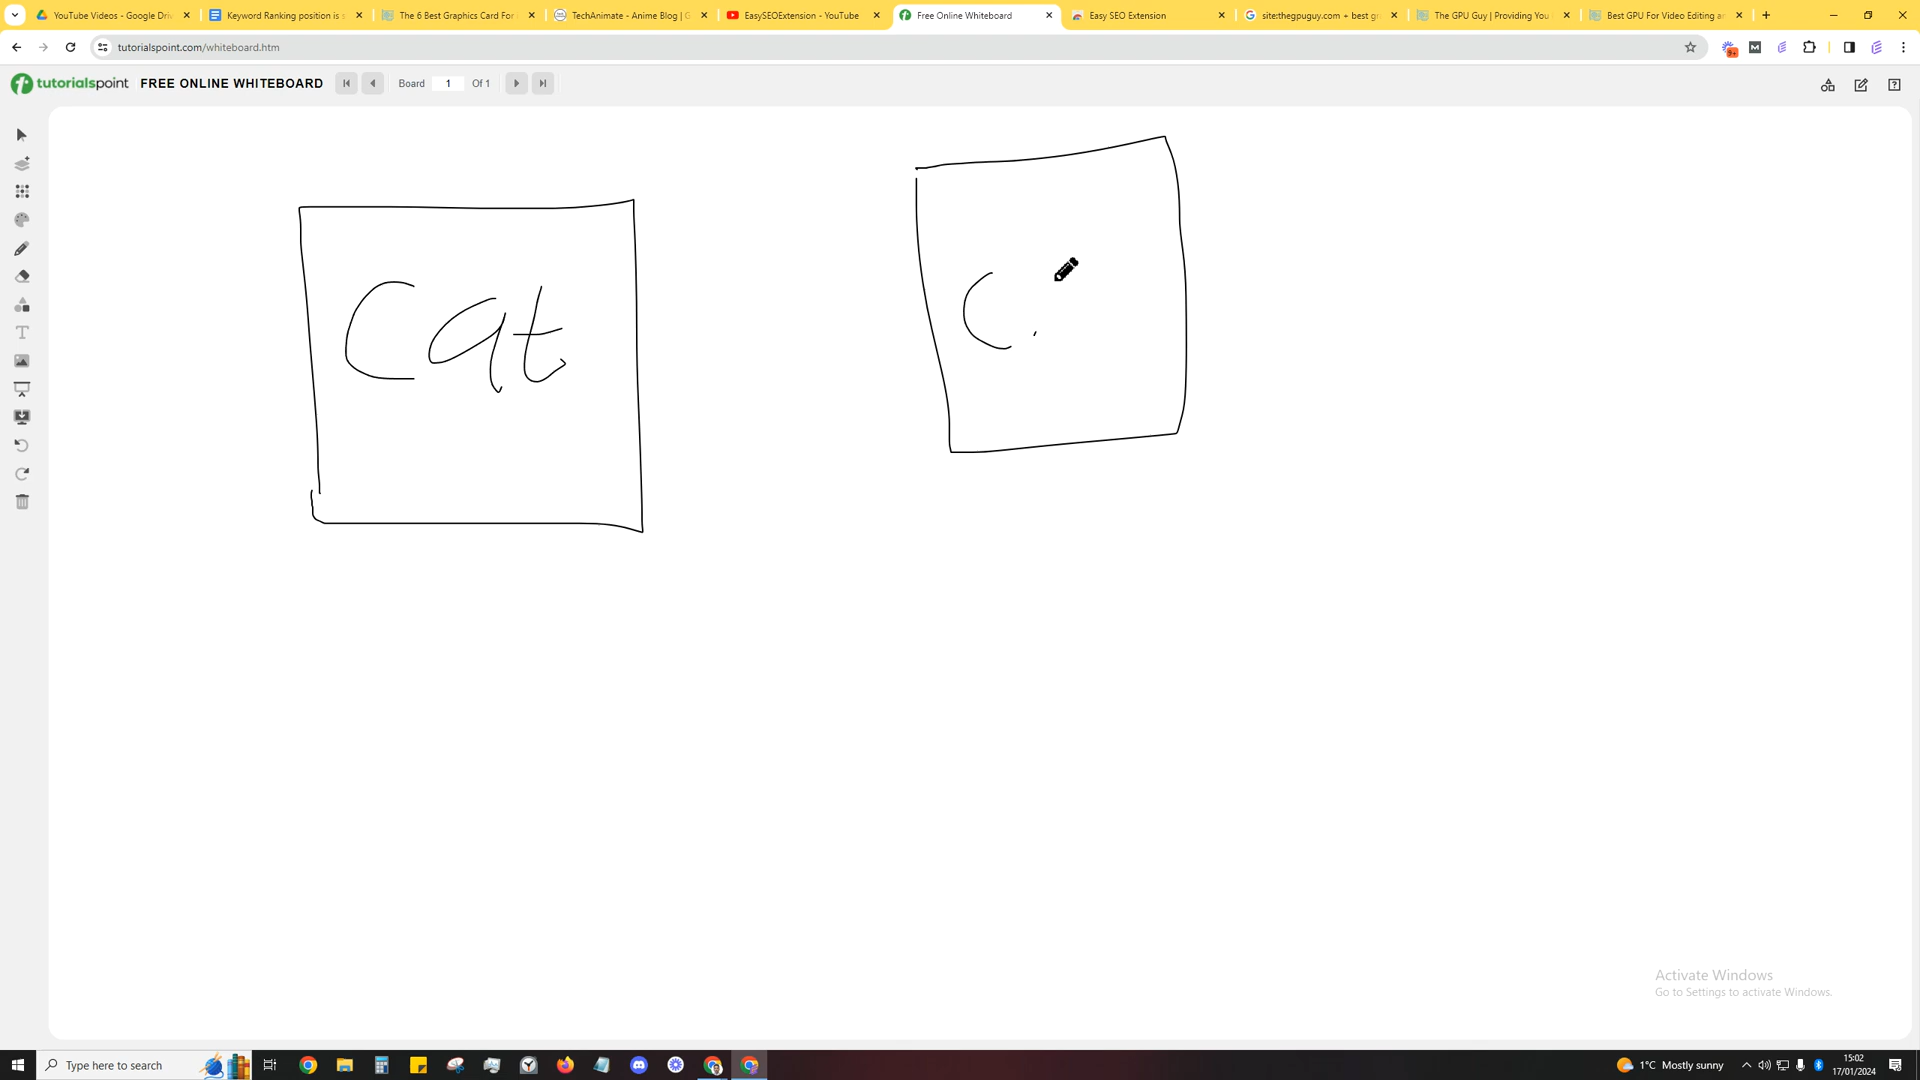 YouTube Videos - Google Dri
Keyword Ranking position is
The 6 Best Graphics Card For
TechAnimate - Anime Blog | G
EasySEOExtension - YouTube
Free Online Whiteboard
Easy SEO Extension
site:thegpuguy.com + best gr
The GPU Guy | Providing You
Best GPU For Video Editing a
tutorialspoint.com/whiteboard.htm
9+
M
tutorialspoint FREE ONLINE WHITEBOARD Board 1 Of 1
Cat
C
Activate Windows
Go to Settings to activate Windows.
Type here to search
1°C Mostly sunny
15:02
17/01/2024